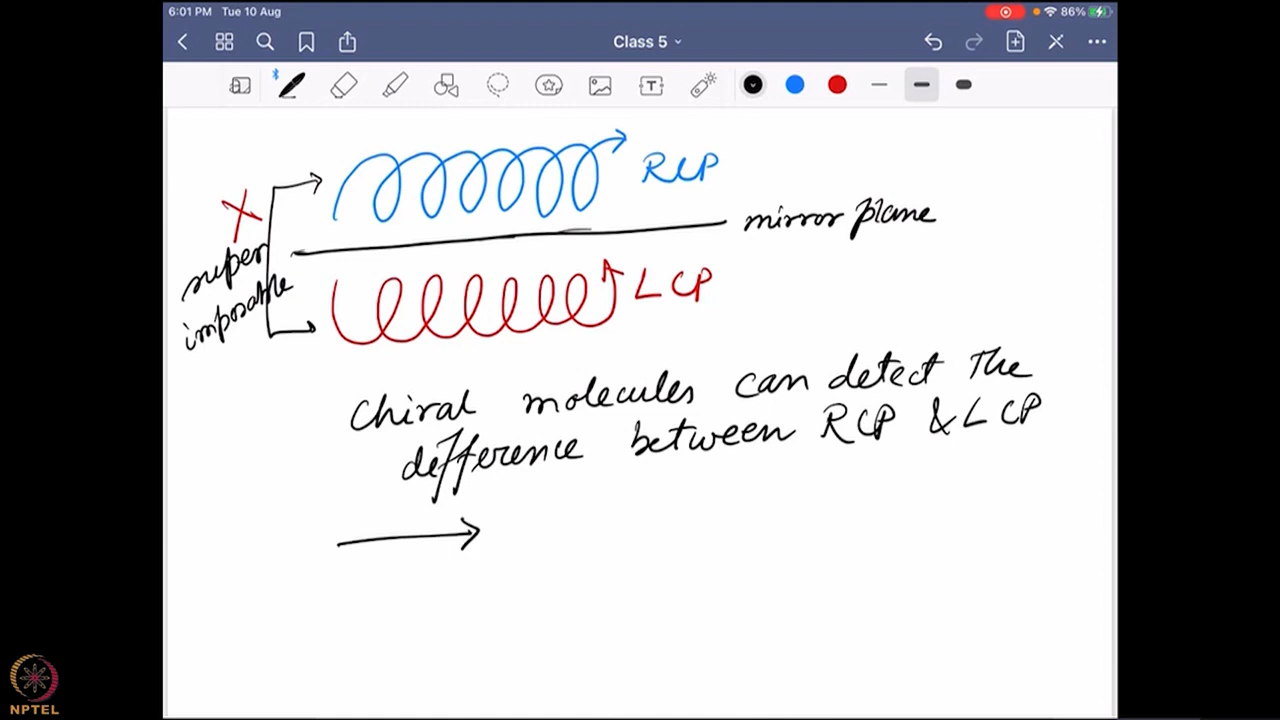 6:01 PM Tue 10 Aug
86%
Class 5
RCP
mirror plane
super
imposable
LCP
Chiral molecules can detect the
difference between RCP & LCP
NPTEL